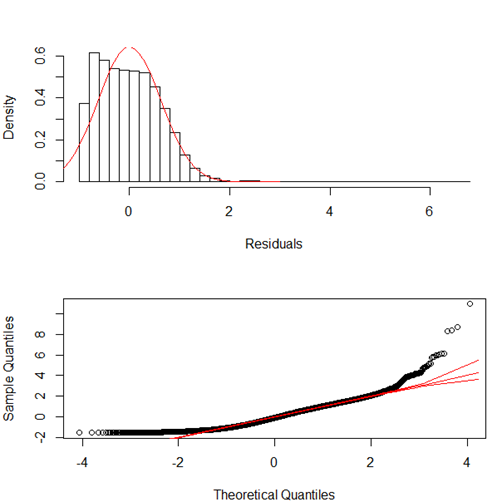 Density
0.6
0.4
0.2
0.0
0 2 4 6
Residuals
Sample Quantiles
8
6
4
2
0
-2
-4 -2 0 2 4
Theoretical Quantiles